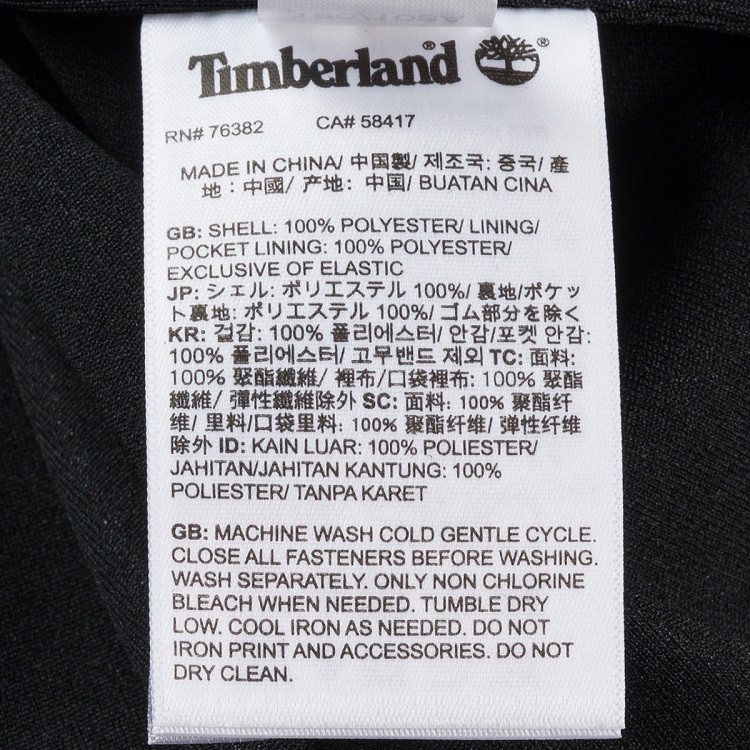 Timberland® ®
RN# 76382 CA# 58417
MADE IN CHINA/ 中国製/ 제조국: 중국/ 產
地：中國/ 产地：中国/ BUATAN CINA
GB: SHELL: 100% POLYESTER/ LINING/
POCKET LINING: 100% POLYESTER/
EXCLUSIVE OF ELASTIC
JP: シェル: ポリエステル 100%/ 裏地/ポケッ
ト裏地: ポリエステル 100%/ ゴム部分を除く
KR: 겉감: 100% 폴리에스터/ 안감/포켓 안감:
100% 폴리에스터/ 고무밴드 제외 TC: 面料:
100% 聚酯纖維/ 裡布/口袋裡布: 100% 聚酯
纖維/ 彈性纖維除外 SC: 面料: 100% 聚酯纤
维/ 里料/口袋里料: 100% 聚酯纤维/ 弹性纤维
除外 ID: KAIN LUAR: 100% POLIESTER/
JAHITAN/JAHITAN KANTUNG: 100%
POLIESTER/ TANPA KARET
GB: MACHINE WASH COLD GENTLE CYCLE.
CLOSE ALL FASTENERS BEFORE WASHING.
WASH SEPARATELY. ONLY NON CHLORINE
BLEACH WHEN NEEDED. TUMBLE DRY
LOW. COOL IRON AS NEEDED. DO NOT
IRON PRINT AND ACCESSORIES. DO NOT
DRY CLEAN.